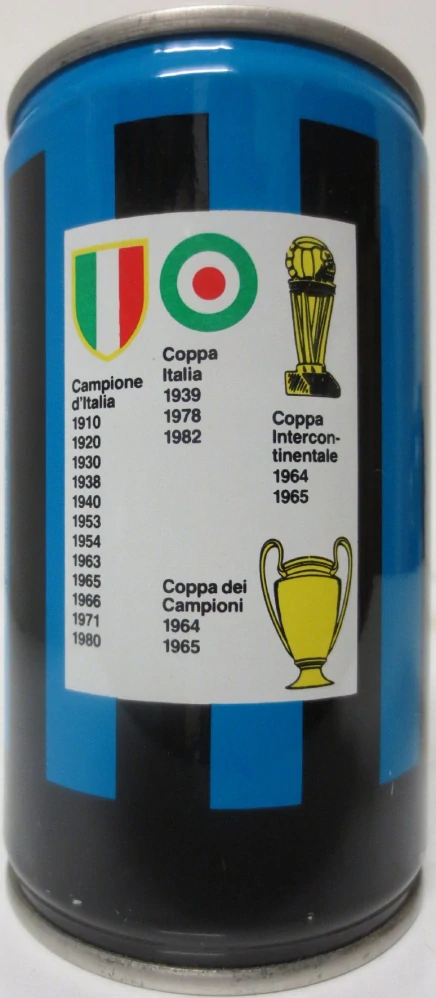 Campione
d'Italia
1910
1920
1930
1938
1940
1953
1954
1963
1965
1966
1971
1980
Coppa
Italia
1939
1978
1982
Coppa
Intercon-
tinentale
1964
1965
Coppa dei
Campioni
1964
1965